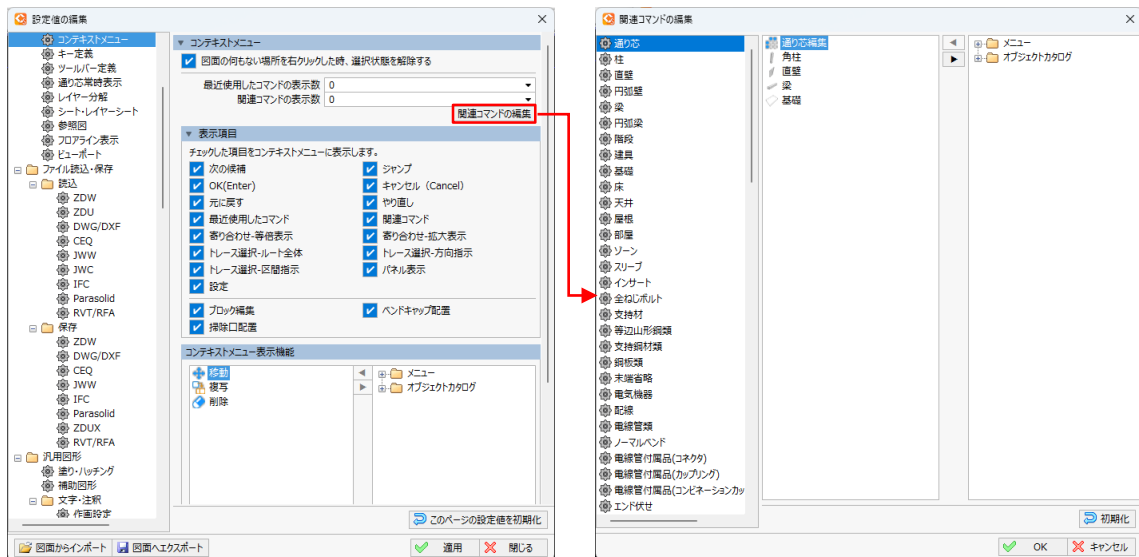 設定値の編集
コンテキストメニュー
キー定義
ツールバー定義
通り芯常時表示
レイヤー分解
シート・レイヤーシート
参照図
フロアライン表示
ビューポート
ファイル読込・保存
読込
ZDW
ZDU
DWG/DXF
CEQ
JWW
JWC
IFC
Parasolid
RVT/RFA
保存
ZDW
DWG/DXF
CEQ
JWW
IFC
Parasolid
ZDUX
RVT/RFA
汎用図形
塗り・ハッチング
補助図形
文字・注釈
作画設定
コンテキストメニュー
図面の何もない場所を右クリックした時、選択状態を解除する
最近使用したコマンドの表示数 0
関連コマンドの表示数 0
関連コマンドの編集
表示項目
チェックした項目をコンテキストメニューに表示します。
次の候補 ジャンプ
OK(Enter) キャンセル（Cancel）
元に戻す やり直し
最近使用したコマンド 関連コマンド
寄り合わせ-等倍表示 寄り合わせ-拡大表示
トレース選択-ルート全体 トレース選択-方向指示
トレース選択-区間指示 パネル表示
設定
ブロック編集 ベンドキャップ配置
掃除口配置
コンテキストメニュー表示機能
移動
複写
削除
メニュー
オブジェクトカタログ
このページの設定値を初期化
図面からインポート 図面へエクスポート 適用 閉じる
関連コマンドの編集
通り芯
柱
直壁
円弧壁
梁
円弧梁
階段
建具
基礎
床
天井
屋根
部屋
ゾーン
スリーブ
インサート
全ねじボルト
支持材
等辺山形鋼類
支持鋼材類
鋼板類
末端省略
電気機器
配線
電線管類
ノーマルベンド
電線管付属品(コネクタ)
電線管付属品(カップリング)
電線管付属品(コンビネーションカッ
エンド伏せ
通り芯編集
角柱
直壁
梁
基礎
メニュー
オブジェクトカタログ
初期化
OK キャンセル